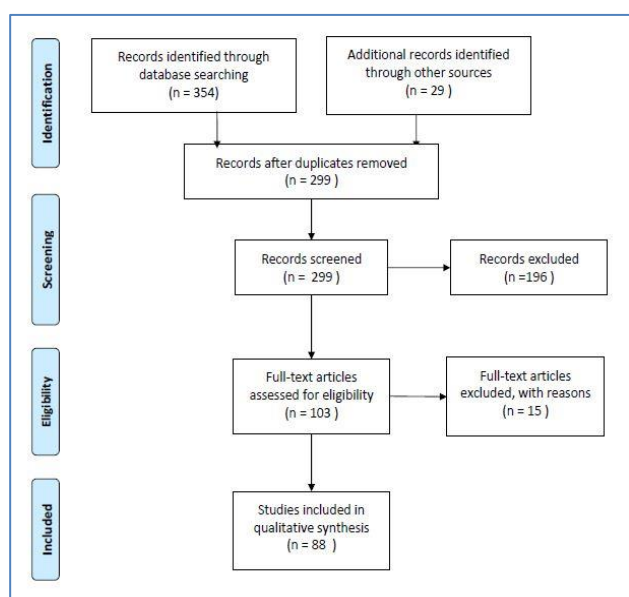 Identification
Records identified through
database searching
(n = 354)
Additional records identified
through other sources
(n = 29 )
Records after duplicates removed
(n = 299 )
Screening
Records screened
(n = 299 )
Records excluded
(n =196 )
Eligibility
Full-text articles
assessed for eligibility
(n = 103 )
Full-text articles
excluded, with reasons
(n = 15 )
Included
Studies included in
qualitative synthesis
(n = 88 )